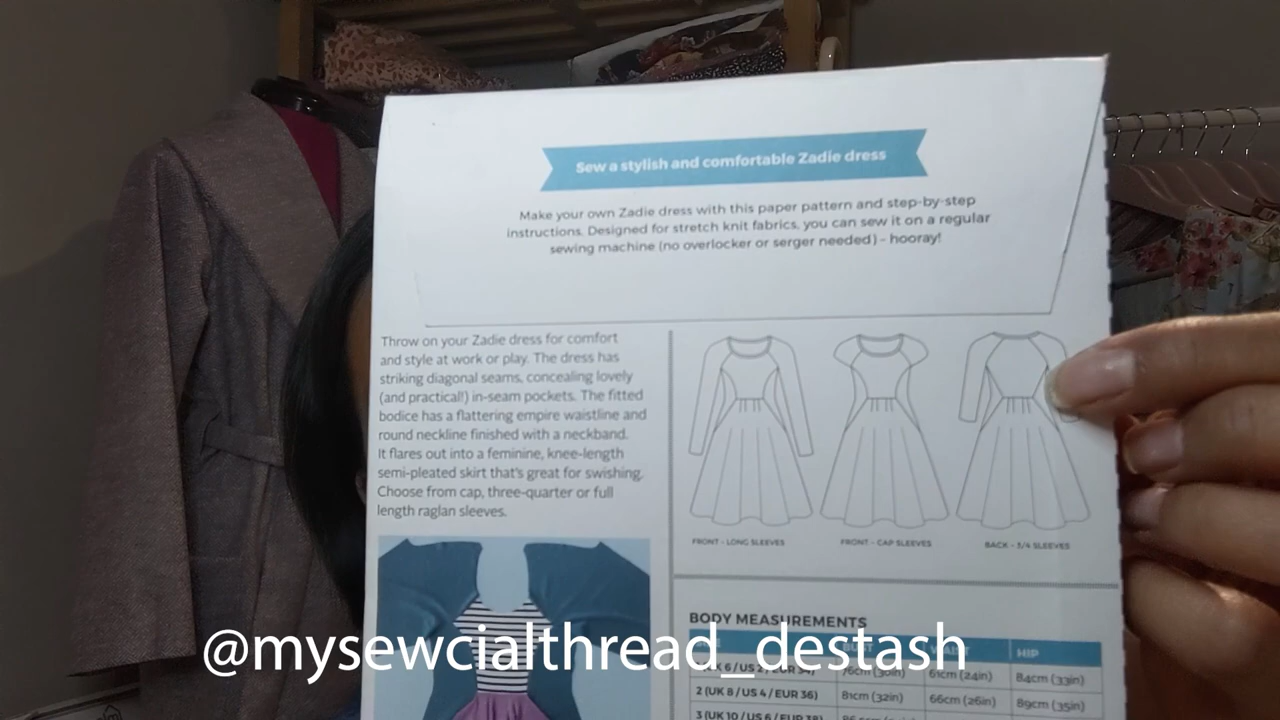 Sew a stylish and comfortable Zadie dress
Make your own Zadie dress with this paper pattern and step-by-step
instructions. Designed for stretch knit fabrics, you can sew it on a regular
sewing machine (no overlocker or serger needed) - hooray!
Throw on your Zadie dress for comfort
and style at work or play. The dress has
striking diagonal seams, concealing lovely
(and practical!) in-seam pockets. The fitted
bodice has a flattering empire waistline and
round neckline finished with a neckband.
It flares out into a feminine, knee-length
semi-pleated skirt that's great for swishing.
Choose from cap, three-quarter or full
length raglan sleeves.
FRONT - LONG SLEEVES
FRONT - CAP SLEEVES
BACK - 3/4 SLEEVES
BODY MEASUREMENTS
HIP
@mysewcialthread_destash
61cm (24in) 84cm (33in)
2 (UK 8 / US 4 / EUR 36) 81cm (32in) 66cm (26in) 89cm (35in)
3 (UK 10 / US 6 / EUR 38)